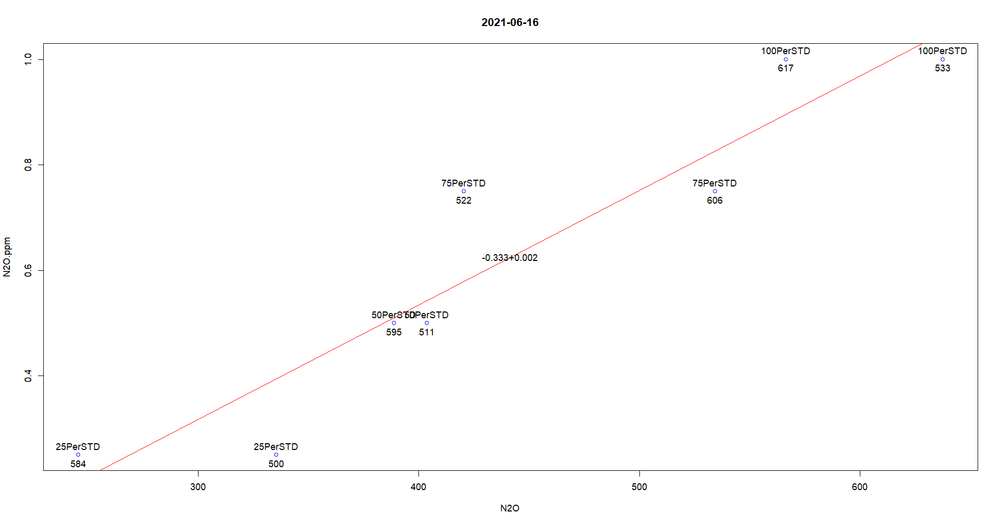 2021-06-16
N2O.ppm
1.0
0.8
0.6
0.4
100PerSTD
617
100PerSTD
533
75PerSTD
522
75PerSTD
606
-0.333+0.002
50PerSTD
595
50PerSTD
511
25PerSTD
584
25PerSTD
500
300 400 500 600
N2O